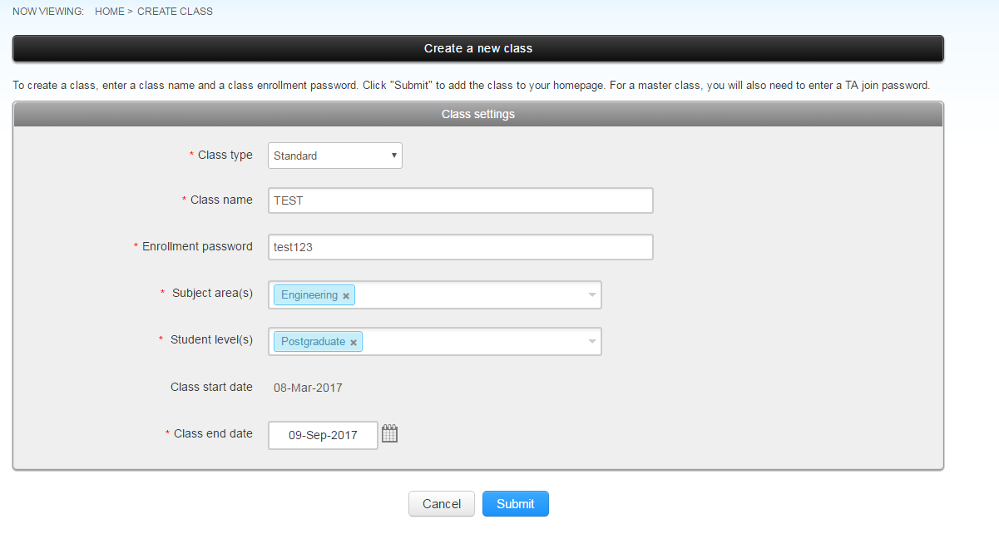 NOW VIEWING: HOME > CREATE CLASS
Create a new class
To create a class, enter a class name and a class enrollment password. Click "Submit" to add the class to your homepage. For a master class, you will also need to enter a TA join password.
Class settings
* Class type Standard
* Class name TEST
* Enrollment password test123
* Subject area(s) Engineering ×
* Student level(s) Postgraduate ×
Class start date 08-Mar-2017
* Class end date 09-Sep-2017
Cancel Submit